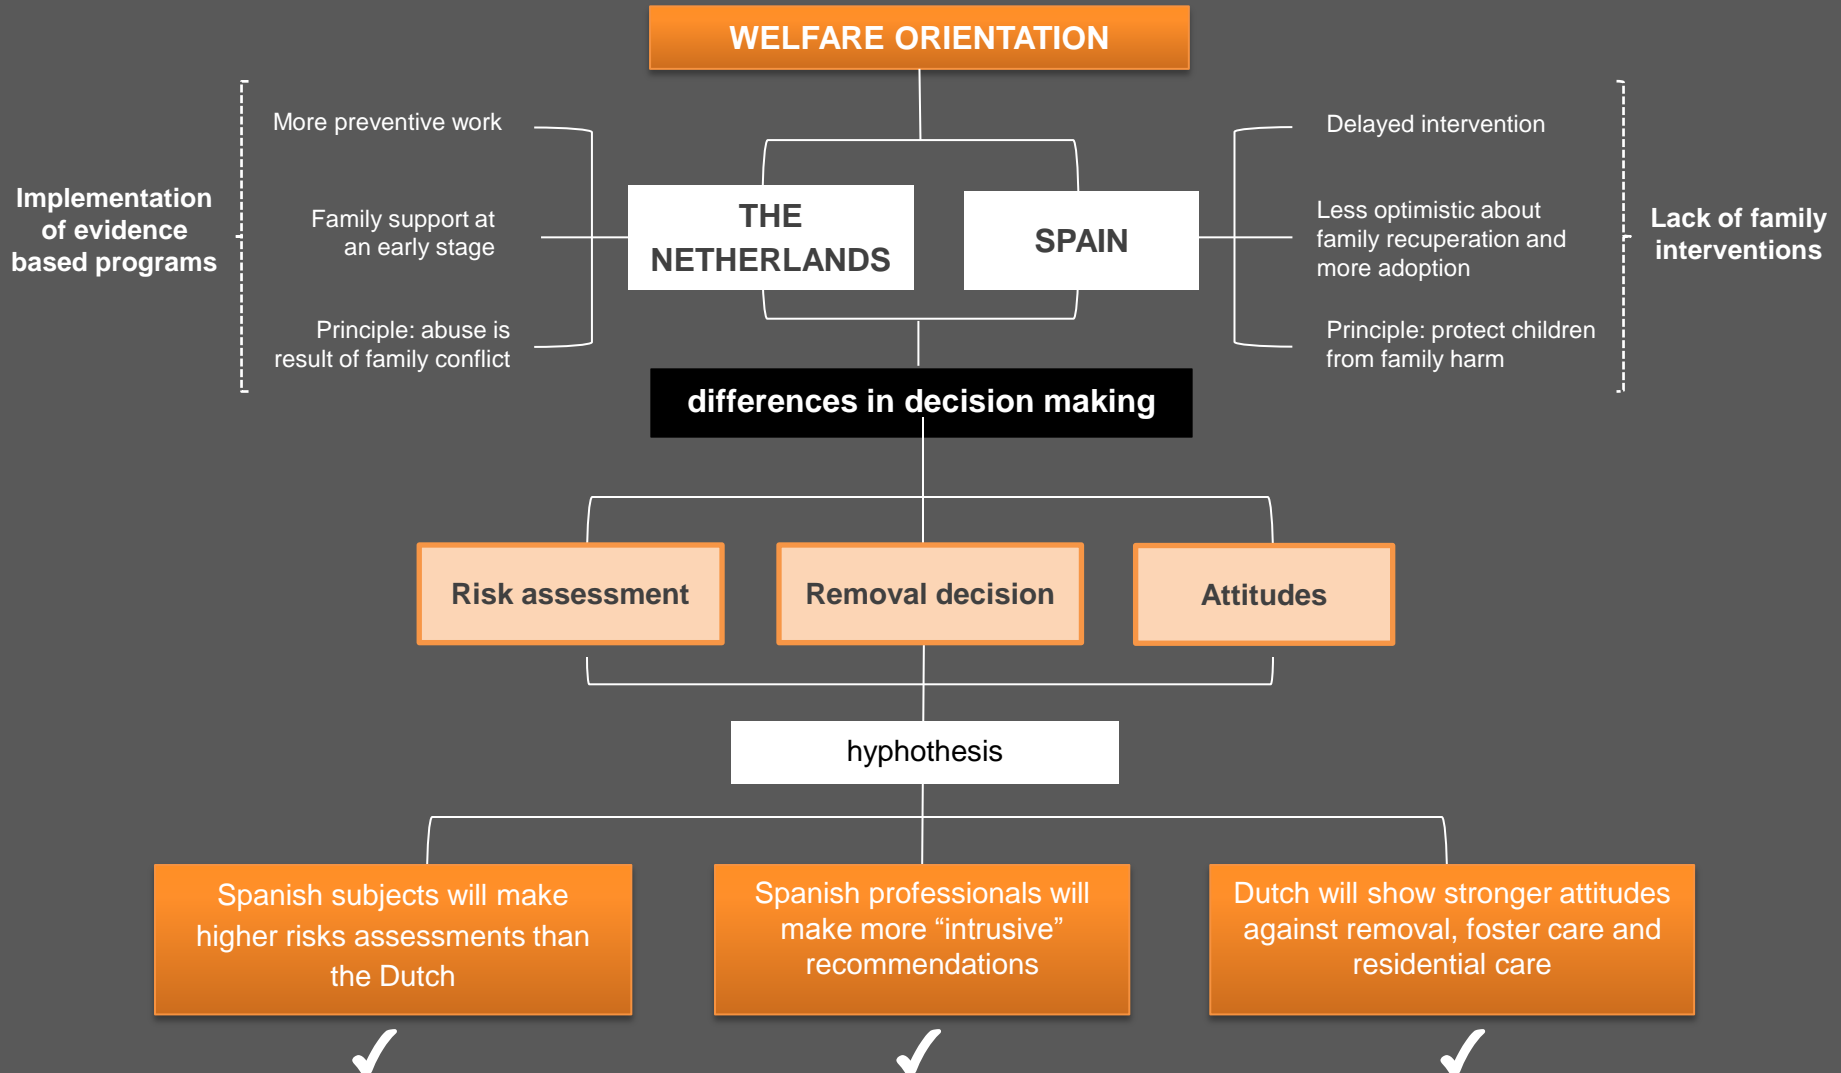 WELFARE ORIENTATION
More preventive work
Family support at
an early stage
Principle: abuse is
result of family conflict
Implementation
of evidence
based programs
THE
NETHERLANDS
SPAIN
Delayed intervention
Less optimistic about
family recuperation and
more adoption
Principle: protect children
from family harm
Lack of family
interventions
differences in decision making
Risk assessment
Removal decision
Attitudes
hyphothesis
Spanish subjects will make
higher risks assessments than
the Dutch
Spanish professionals will
make more “intrusive”
recommendations
Dutch will show stronger attitudes
against removal, foster care and
residential care